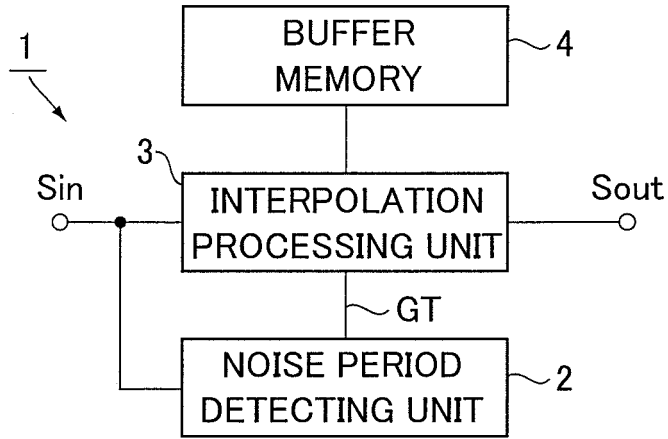 1
BUFFER
MEMORY
4
3
Sin
INTERPOLATION
PROCESSING UNIT
Sout
GT
NOISE PERIOD
DETECTING UNIT
2